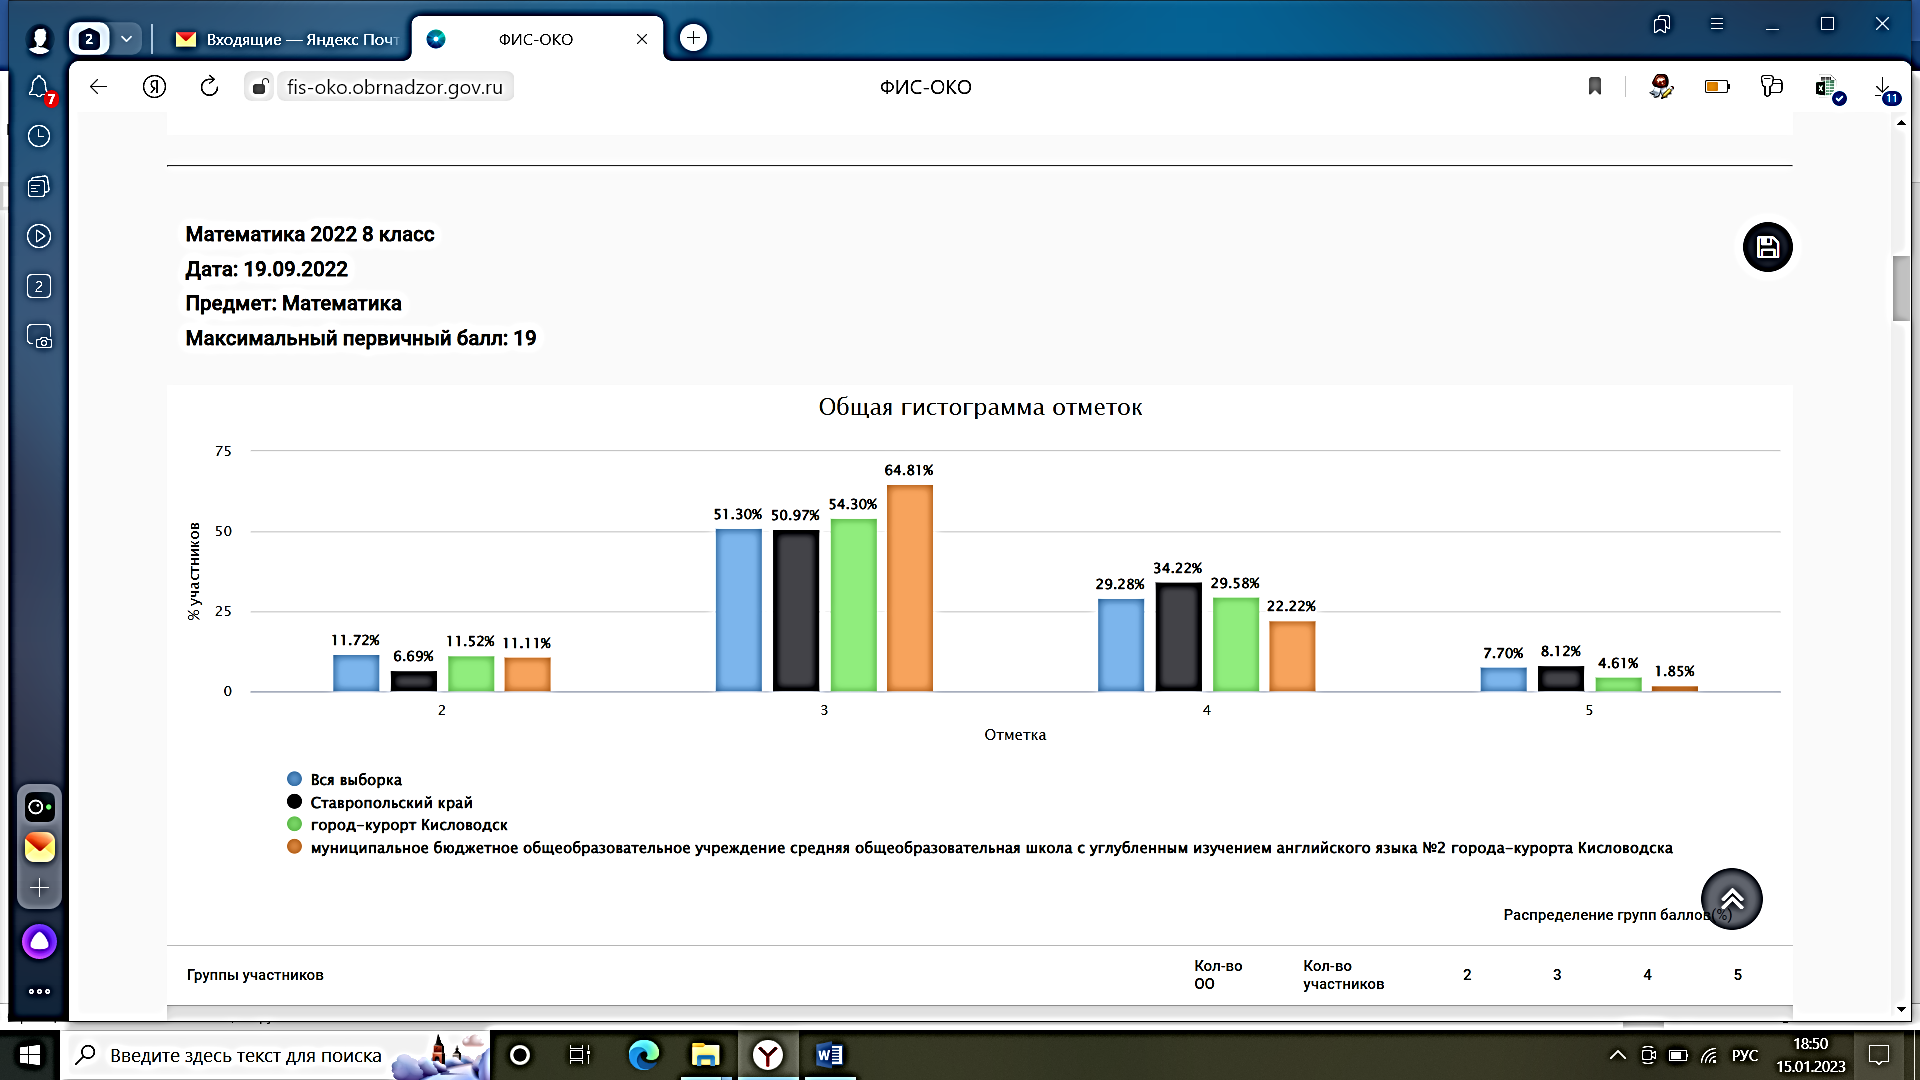 2
Входящие — Яндекс Почт
ФИС-ОКО
7
fis-oko.obrnadzor.gov.ru
ФИС-ОКО
11
2
Математика 2022 8 класс
Дата: 19.09.2022
Предмет: Математика
Максимальный первичный балл: 19
Общая гистограмма отметок
% участников
75
50
25
0
11.72% 6.69% 11.52% 11.11%
51.30% 50.97% 54.30% 64.81%
29.28% 34.22% 29.58% 22.22%
7.70% 8.12% 4.61% 1.85%
2 3 4 5
Отметка
Вся выборка
Ставропольский край
город-курорт Кисловодск
муниципальное бюджетное общеобразовательное учреждение средняя общеобразовательная школа с углубленным изучением английского языка №2 города-курорта Кисловодска
Распределение групп баллов(%)
Группы участников
Кол-во
ОО
Кол-во
участников
2 3 4 5
Введите здесь текст для поиска
РУС
18:50
15.01.2023